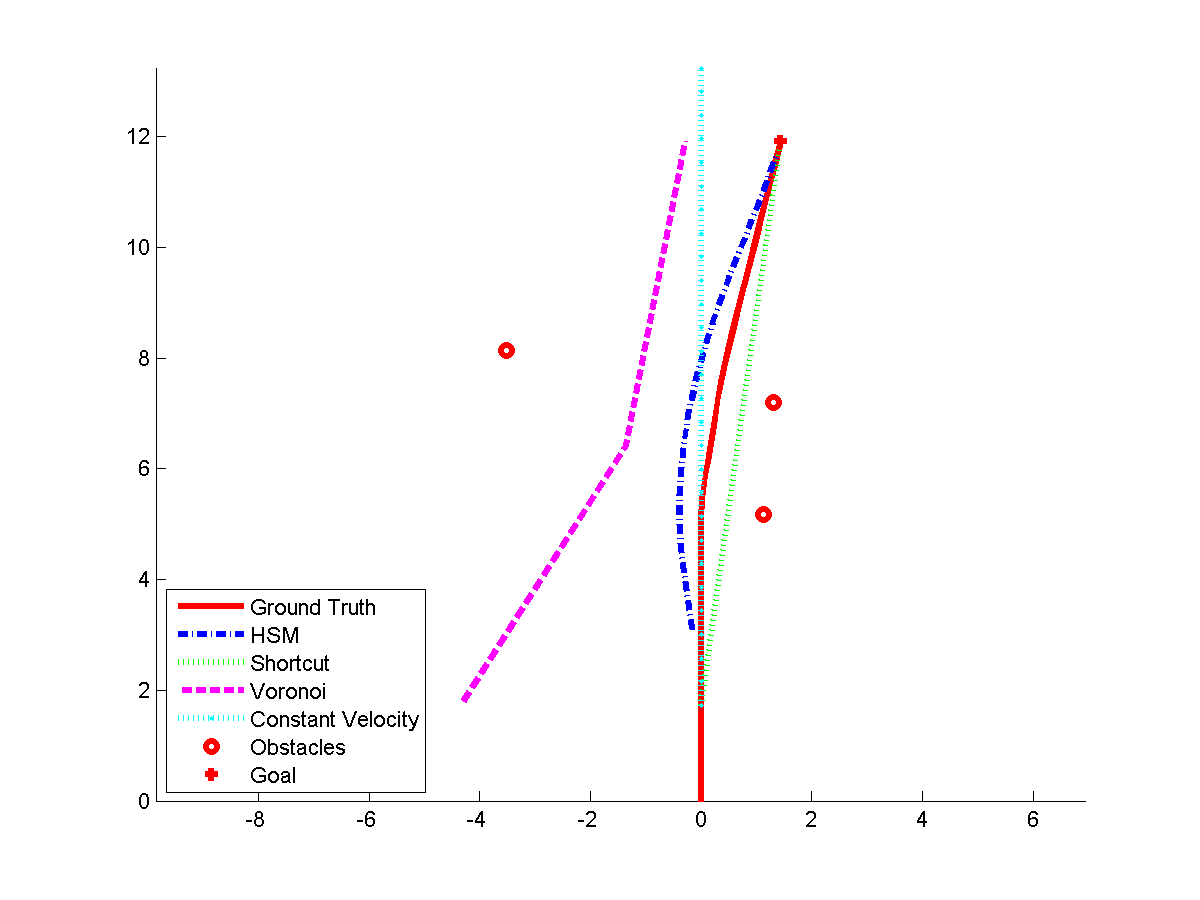 12
10
8
6
4
2
0
Ground Truth
HSM
Shortcut
Voronoi
Constant Velocity
Obstacles
Goal
-8 -6 -4 -2 0 2 4 6